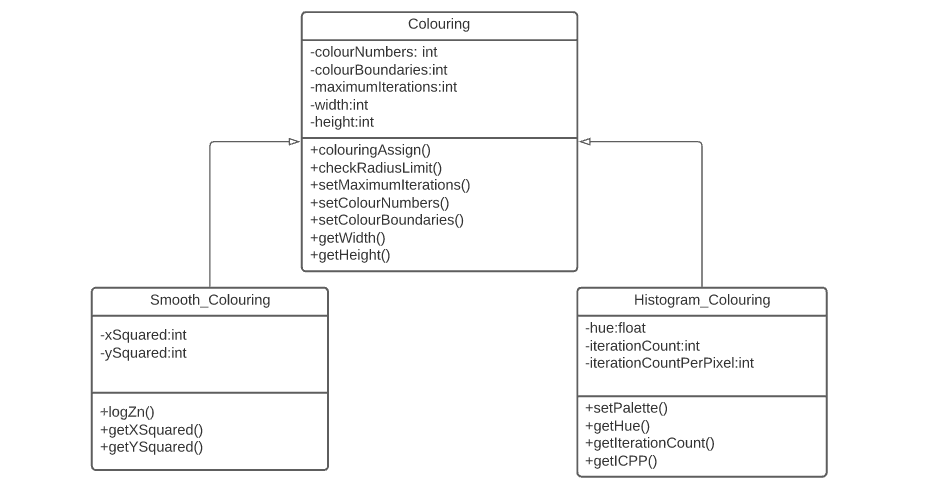 Colouring
-colourNumbers: int
-colourBoundaries:int
-maximumIterations:int
-width:int
-height:int
+colouringAssign()
+checkRadiusLimit()
+setMaximumIterations()
+setColourNumbers()
+setColourBoundaries()
+getWidth()
+getHeight()
Smooth_Colouring
-xSquared:int
-ySquared:int
+logZn()
+getXSquared()
+getYSquared()
Histogram_Colouring
-hue:float
-iterationCount:int
-iterationCountPerPixel:int
+setPalette()
+getHue()
+getIterationCount()
+getICPP()